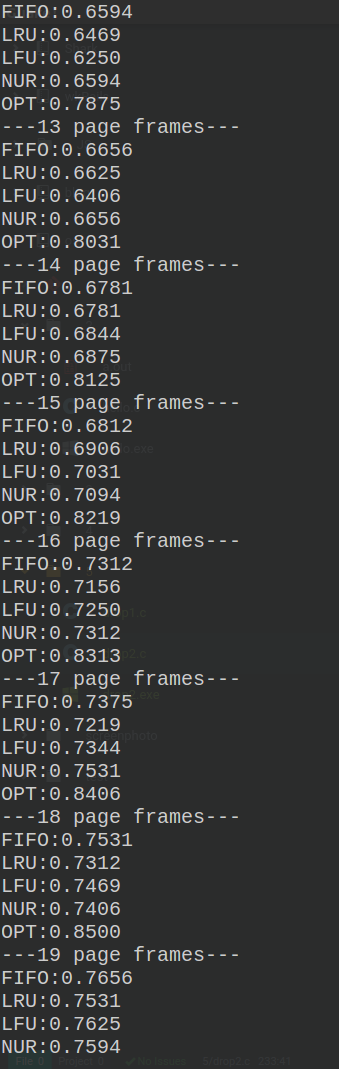 FIFO:0.6594
LRU:0.6469
LFU:0.6250
NUR:0.6594
OPT:0.7875
---13 page frames---
FIFO:0.6656
LRU:0.6625
LFU:0.6406
NUR:0.6656
OPT:0.8031
---14 page frames---
FIFO:0.6781
LRU:0.6781
LFU:0.6844
NUR:0.6875
OPT:0.8125
---15 page frames---
FIFO:0.6812
LRU:0.6906
LFU:0.7031
NUR:0.7094
OPT:0.8219
---16 page frames---
FIFO:0.7312
LRU:0.7156
LFU:0.7250
NUR:0.7312
OPT:0.8313
---17 page frames---
FIFO:0.7375
LRU:0.7219
LFU:0.7344
NUR:0.7531
OPT:0.8406
---18 page frames---
FIFO:0.7531
LRU:0.7312
LFU:0.7469
NUR:0.7406
OPT:0.8500
---19 page frames---
FIFO:0.7656
LRU:0.7531
LFU:0.7625
NUR:0.7594